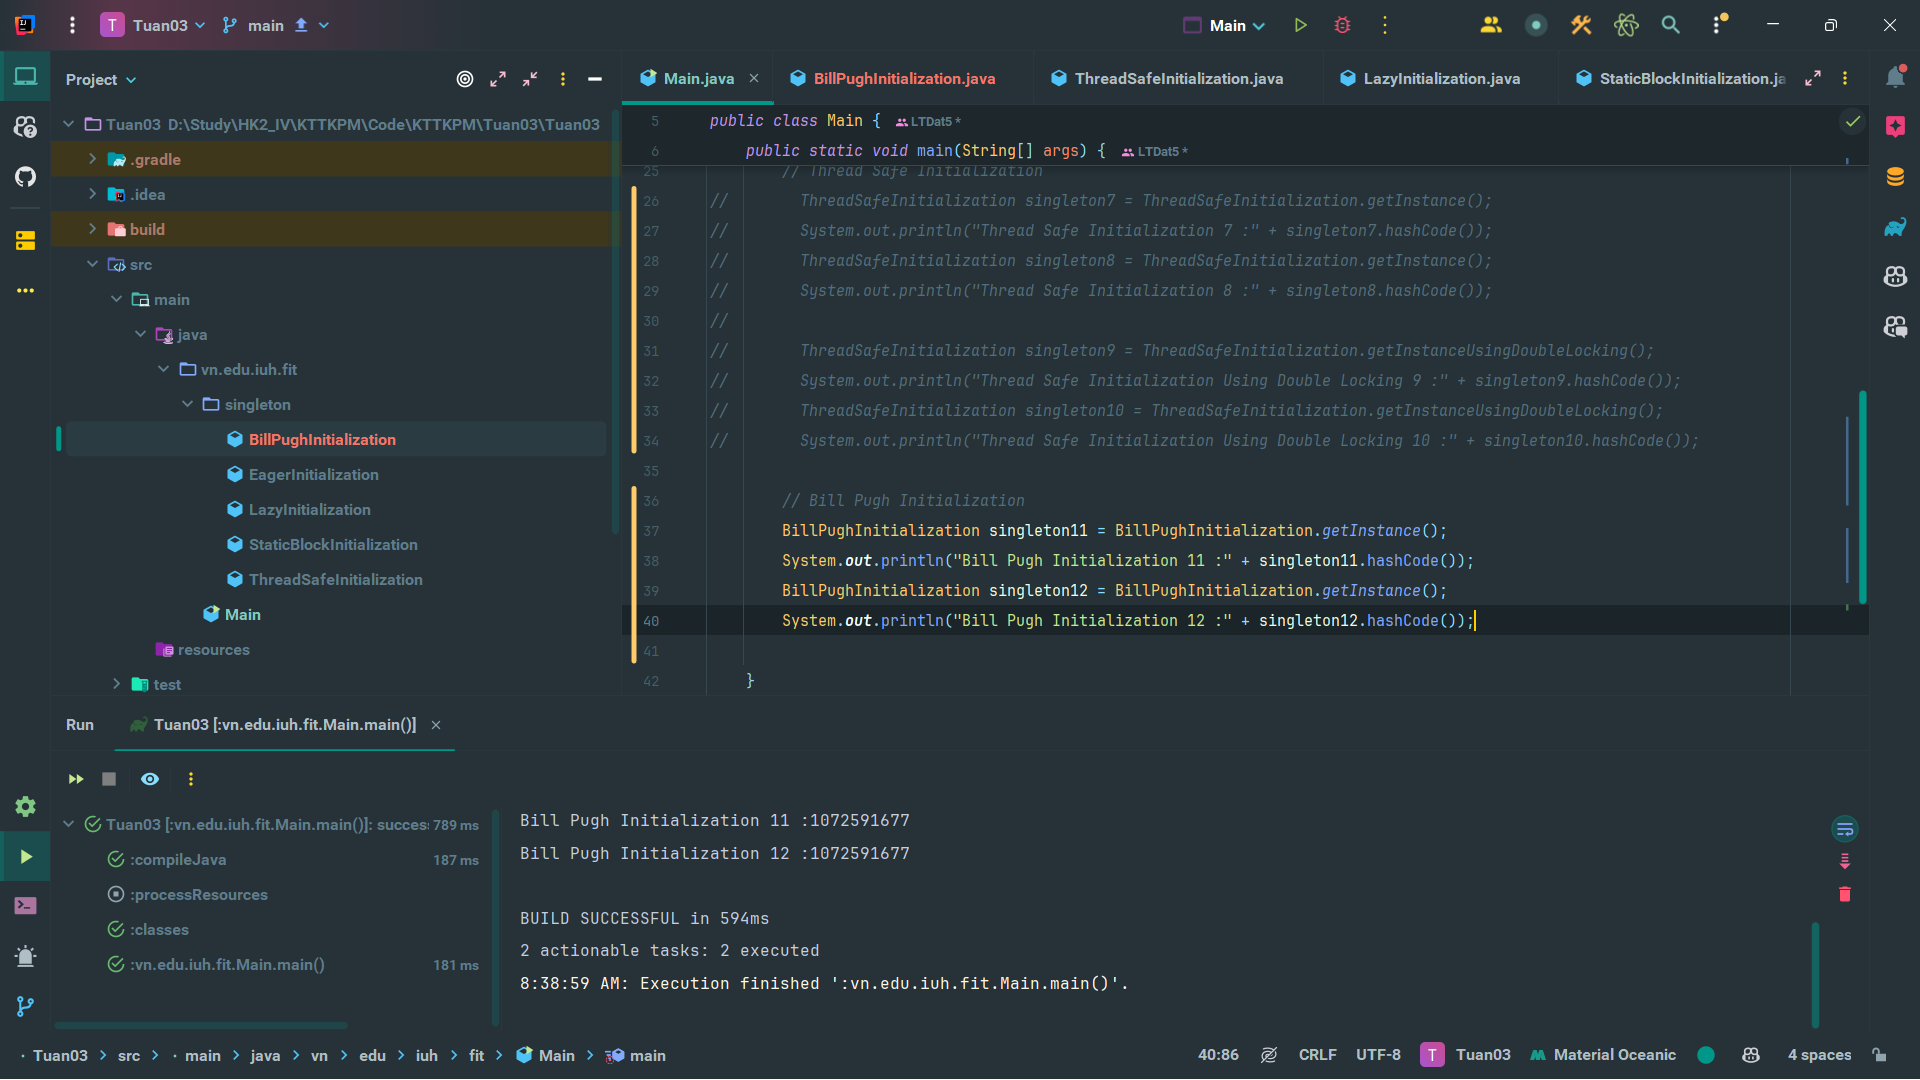 T Tuan03 main Main
Project
Main.java BillPughInitialization.java ThreadSafeInitialization.java LazyInitialization.java StaticBlockInitialization.ja
Tuan03 D:\Study\HK2_IV\KTTKPM\Code\KTTKPM\Tuan03\Tuan03
.gradle
.idea
build
src
main
java
vn.edu.iuh.fit
singleton
BillPughInitialization
EagerInitialization
LazyInitialization
StaticBlockInitialization
ThreadSafeInitialization
Main
resources
test
5 public class Main { LTDat5 *
6 public static void main(String[] args) { LTDat5 *
25 // Thread Safe Initialization
26 // ThreadSafeInitialization singleton7 = ThreadSafeInitialization.getInstance();
27 // System.out.println("Thread Safe Initialization 7 :" + singleton7.hashCode());
28 // ThreadSafeInitialization singleton8 = ThreadSafeInitialization.getInstance();
29 // System.out.println("Thread Safe Initialization 8 :" + singleton8.hashCode());
30 //
31 // ThreadSafeInitialization singleton9 = ThreadSafeInitialization.getInstanceUsingDoubleLocking();
32 // System.out.println("Thread Safe Initialization Using Double Locking 9 :" + singleton9.hashCode());
33 // ThreadSafeInitialization singleton10 = ThreadSafeInitialization.getInstanceUsingDoubleLocking();
34 // System.out.println("Thread Safe Initialization Using Double Locking 10 :" + singleton10.hashCode());
35
36 // Bill Pugh Initialization
37 BillPughInitialization singleton11 = BillPughInitialization.getInstance();
38 System.out.println("Bill Pugh Initialization 11 :" + singleton11.hashCode());
39 BillPughInitialization singleton12 = BillPughInitialization.getInstance();
40 System.out.println("Bill Pugh Initialization 12 :" + singleton12.hashCode());
41
42 }
Run Tuan03 [:vn.edu.iuh.fit.Main.main()]
Tuan03 [:vn.edu.iuh.fit.Main.main()]: succes: 789 ms
:compileJava 187 ms
:processResources
:classes
:vn.edu.iuh.fit.Main.main() 181 ms
Bill Pugh Initialization 11 :1072591677
Bill Pugh Initialization 12 :1072591677
BUILD SUCCESSFUL in 594ms
2 actionable tasks: 2 executed
8:38:59 AM: Execution finished ':vn.edu.iuh.fit.Main.main()'.
Tuan03 > src > main > java > vn > edu > iuh > fit > Main > main 40:86 CRLF UTF-8 T Tuan03 Material Oceanic 4 spaces